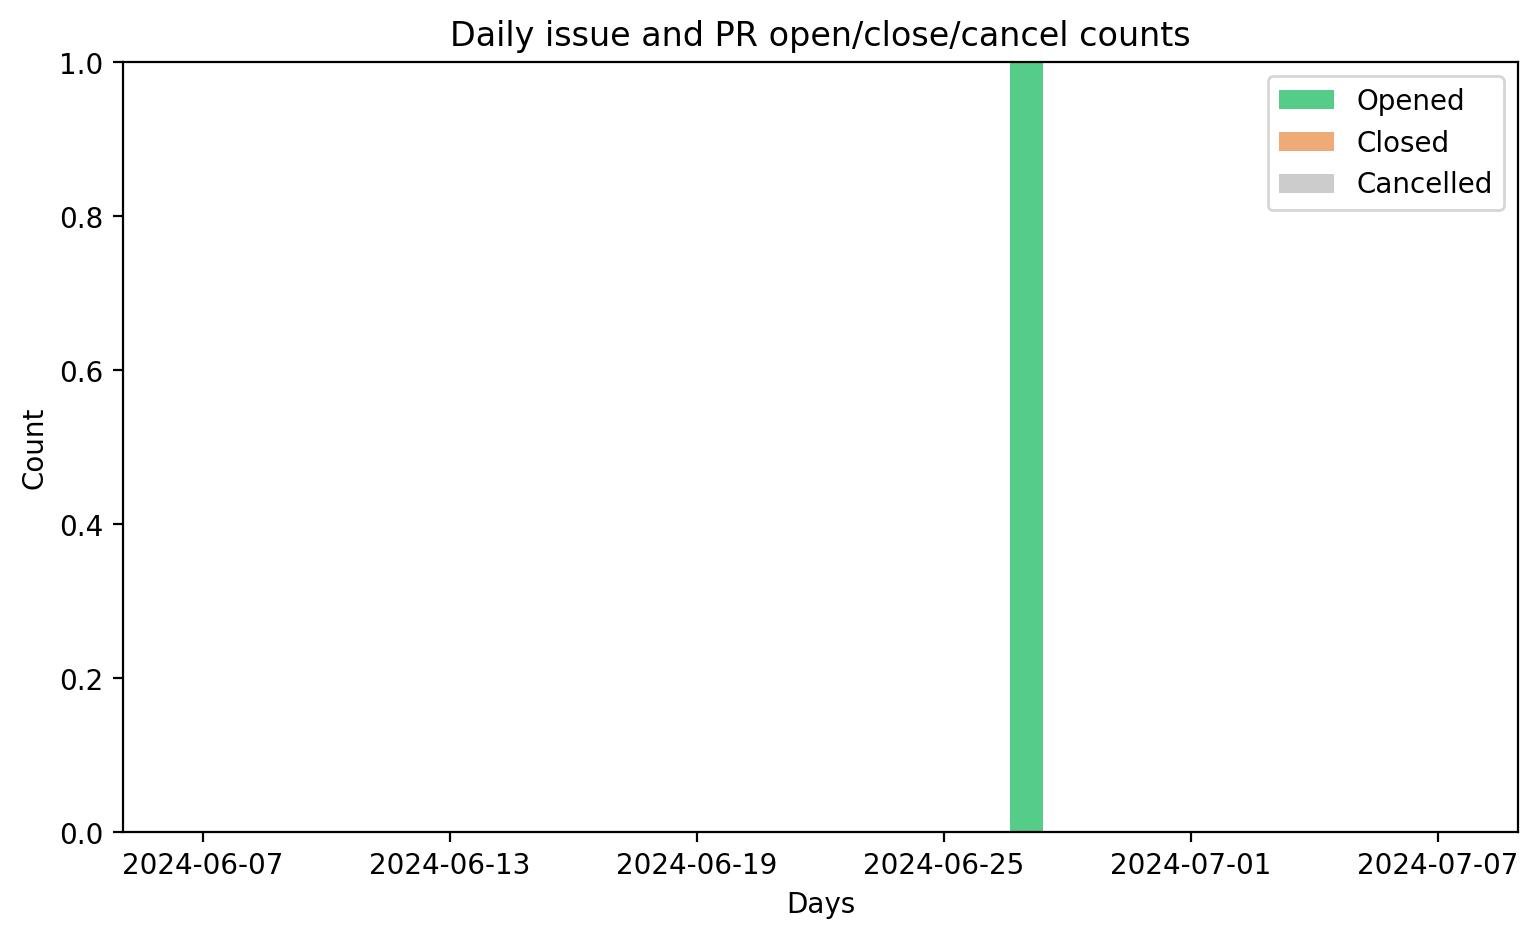 Daily issue and PR open/close/cancel counts
1.0
0.8
0.6
0.4
0.2
0.0
Count
Opened
Closed
Cancelled
2024-06-07
2024-06-13
2024-06-19
2024-06-25
2024-07-01
2024-07-07
Days